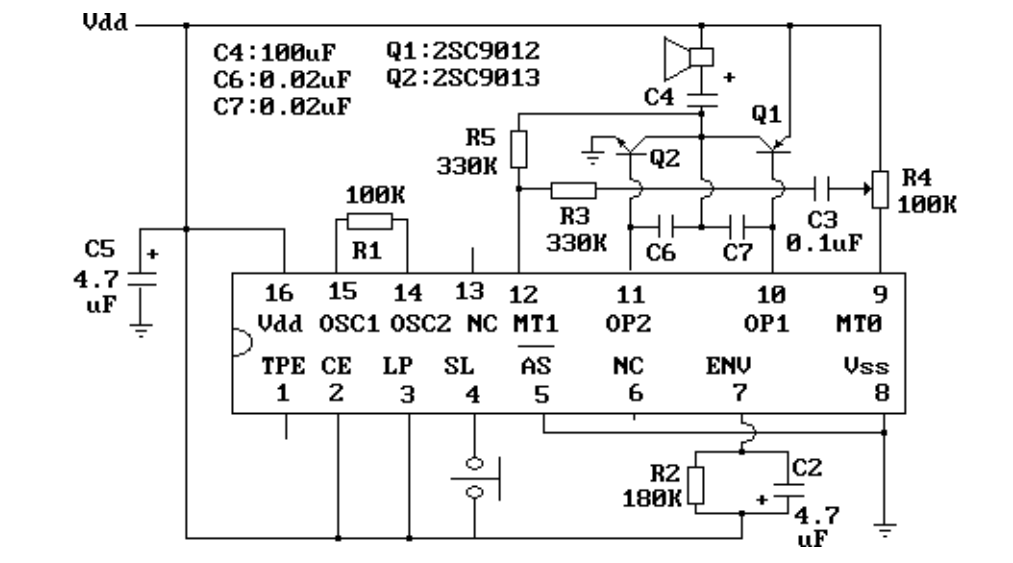 Vdd
C4:100uF Q1:2SC9012
C6:0.02uF Q2:2SC9013
C7:0.02uF
+
C4
Q1
R5
330K
Q2
R4
100K
100K
R1
R3
330K
C3
0.1uF
C6
C7
C5 +
4.7
uF
16 15 14 13 12 11 10 9
Vdd OSC1 OSC2 NC MT1 OP2 OP1 MT0
TPE CE LP SL AS NC ENV Vss
1 2 3 4 5 6 7 8
R2
180K
C2
+
4.7
uF